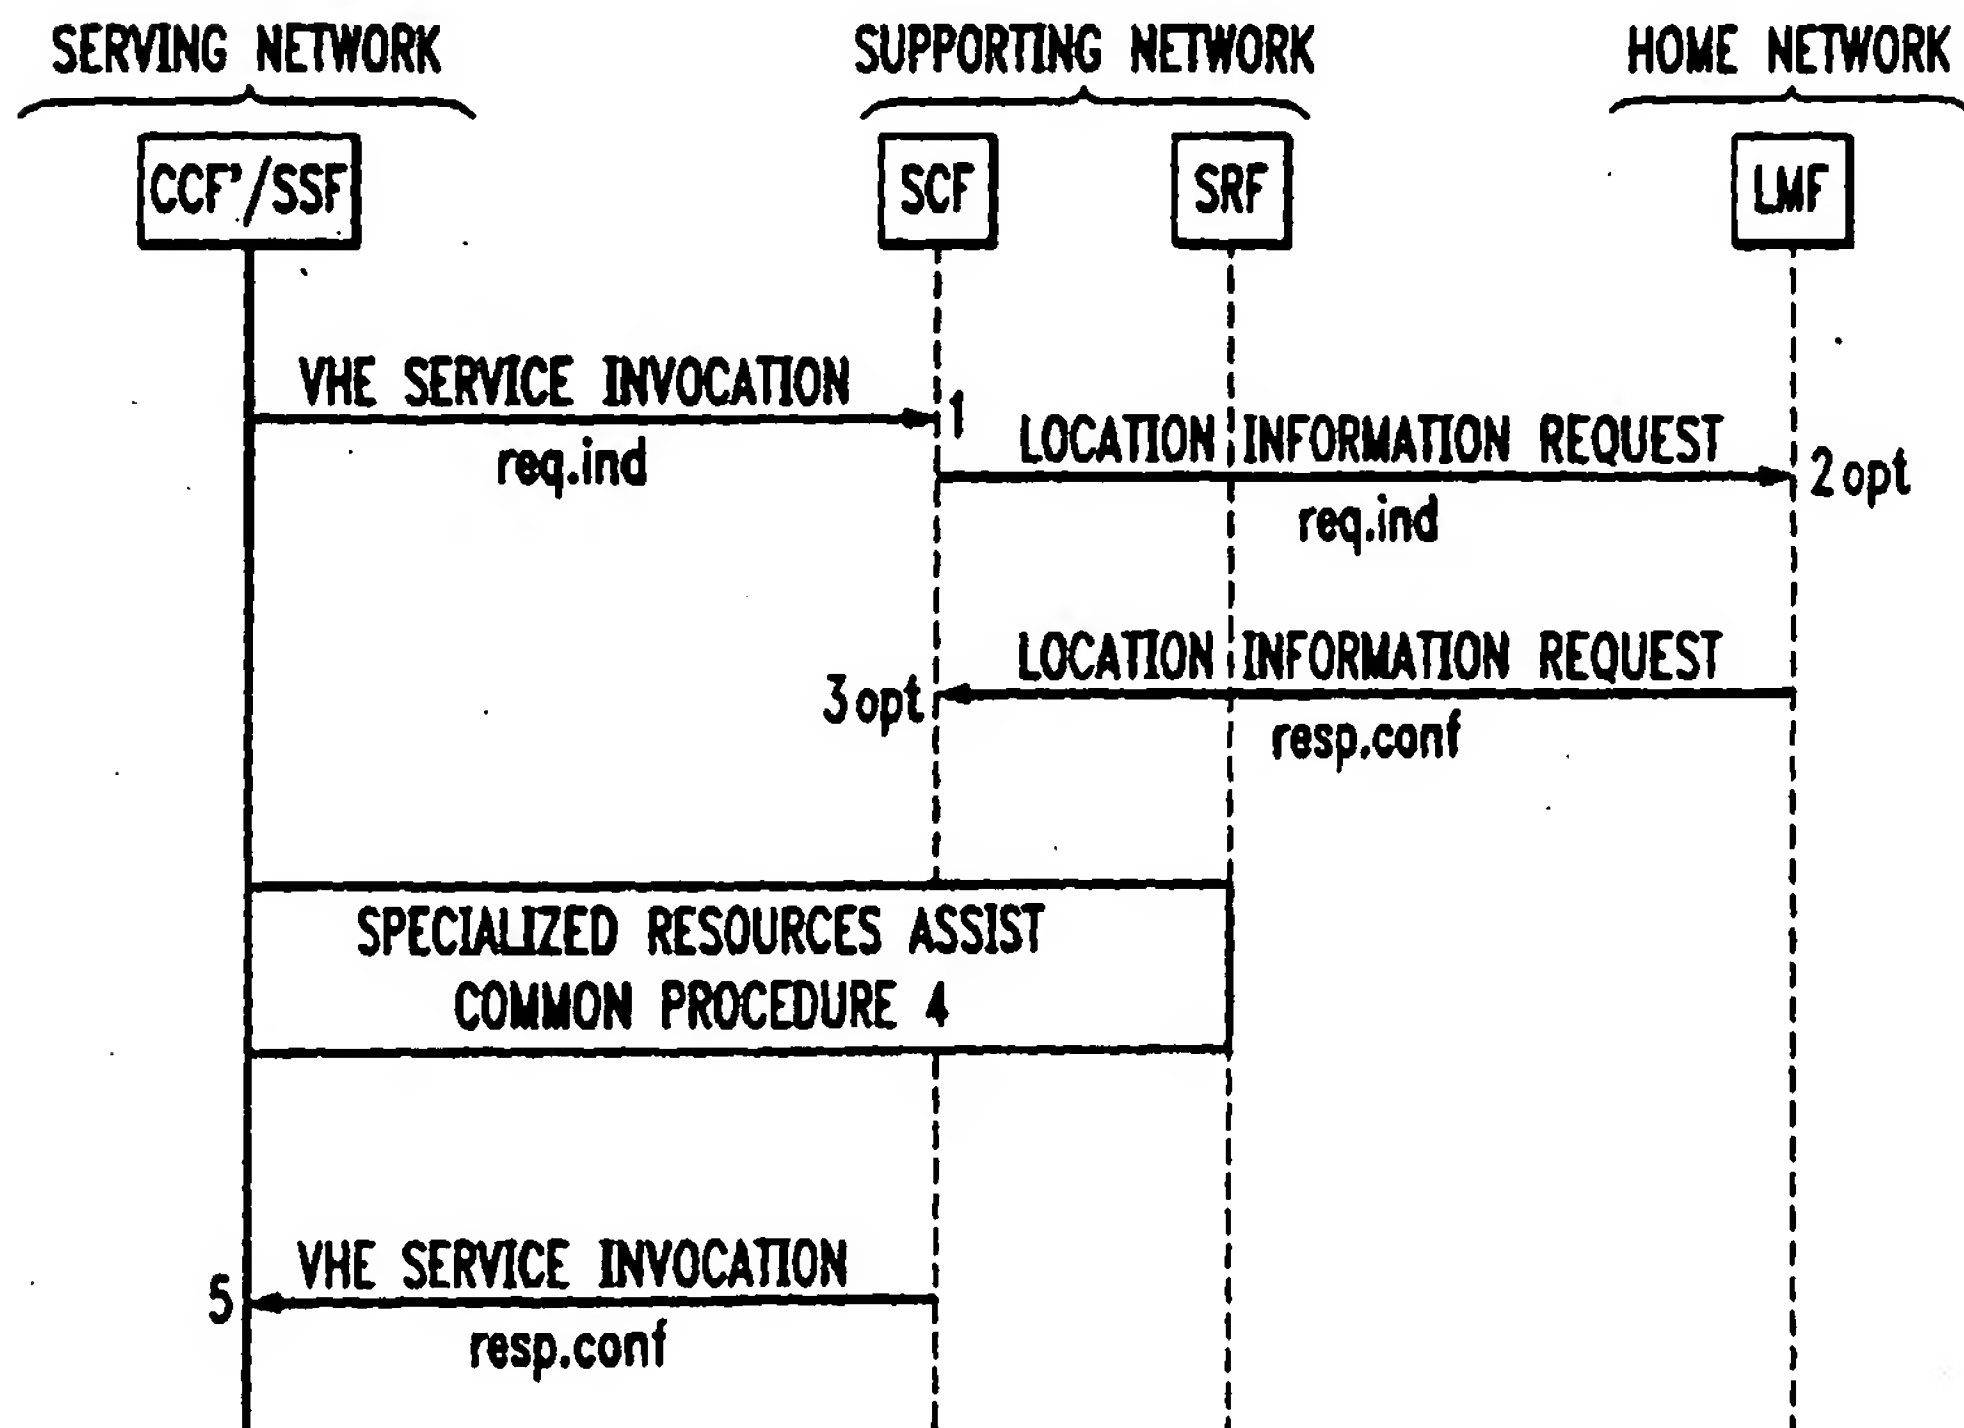 SERVING NETWORK
SUPPORTING NETWORK
HOME NETWORK
CCF'/SSF
SCF
SRF
LMF
VHE SERVICE INVOCATION
1
req.ind
LOCATION INFORMATION REQUEST
2 opt
req.ind
LOCATION INFORMATION REQUEST
3 opt
resp.conf
SPECIALIZED RESOURCES ASSIST
COMMON PROCEDURE 4
VHE SERVICE INVOCATION
5
resp.conf